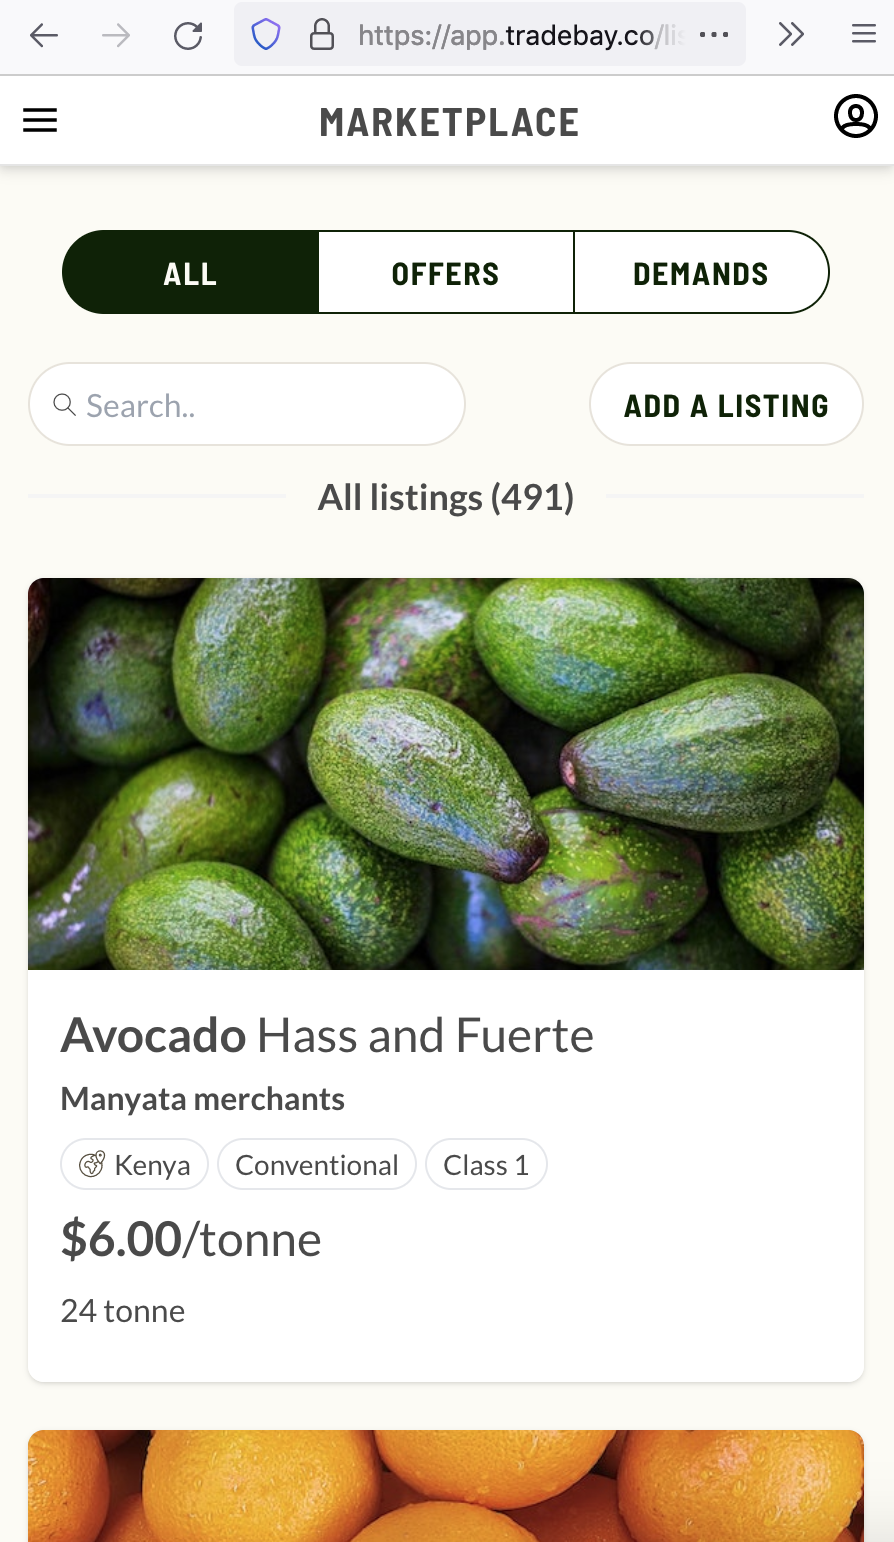 https://app.tradebay.co/lis
MARKETPLACE
ALL
OFFERS
DEMANDS
Search..
ADD A LISTING
All listings (491)
Avocado Hass and Fuerte
Manyata merchants
Kenya
Conventional
Class 1
$6.00/tonne
24 tonne